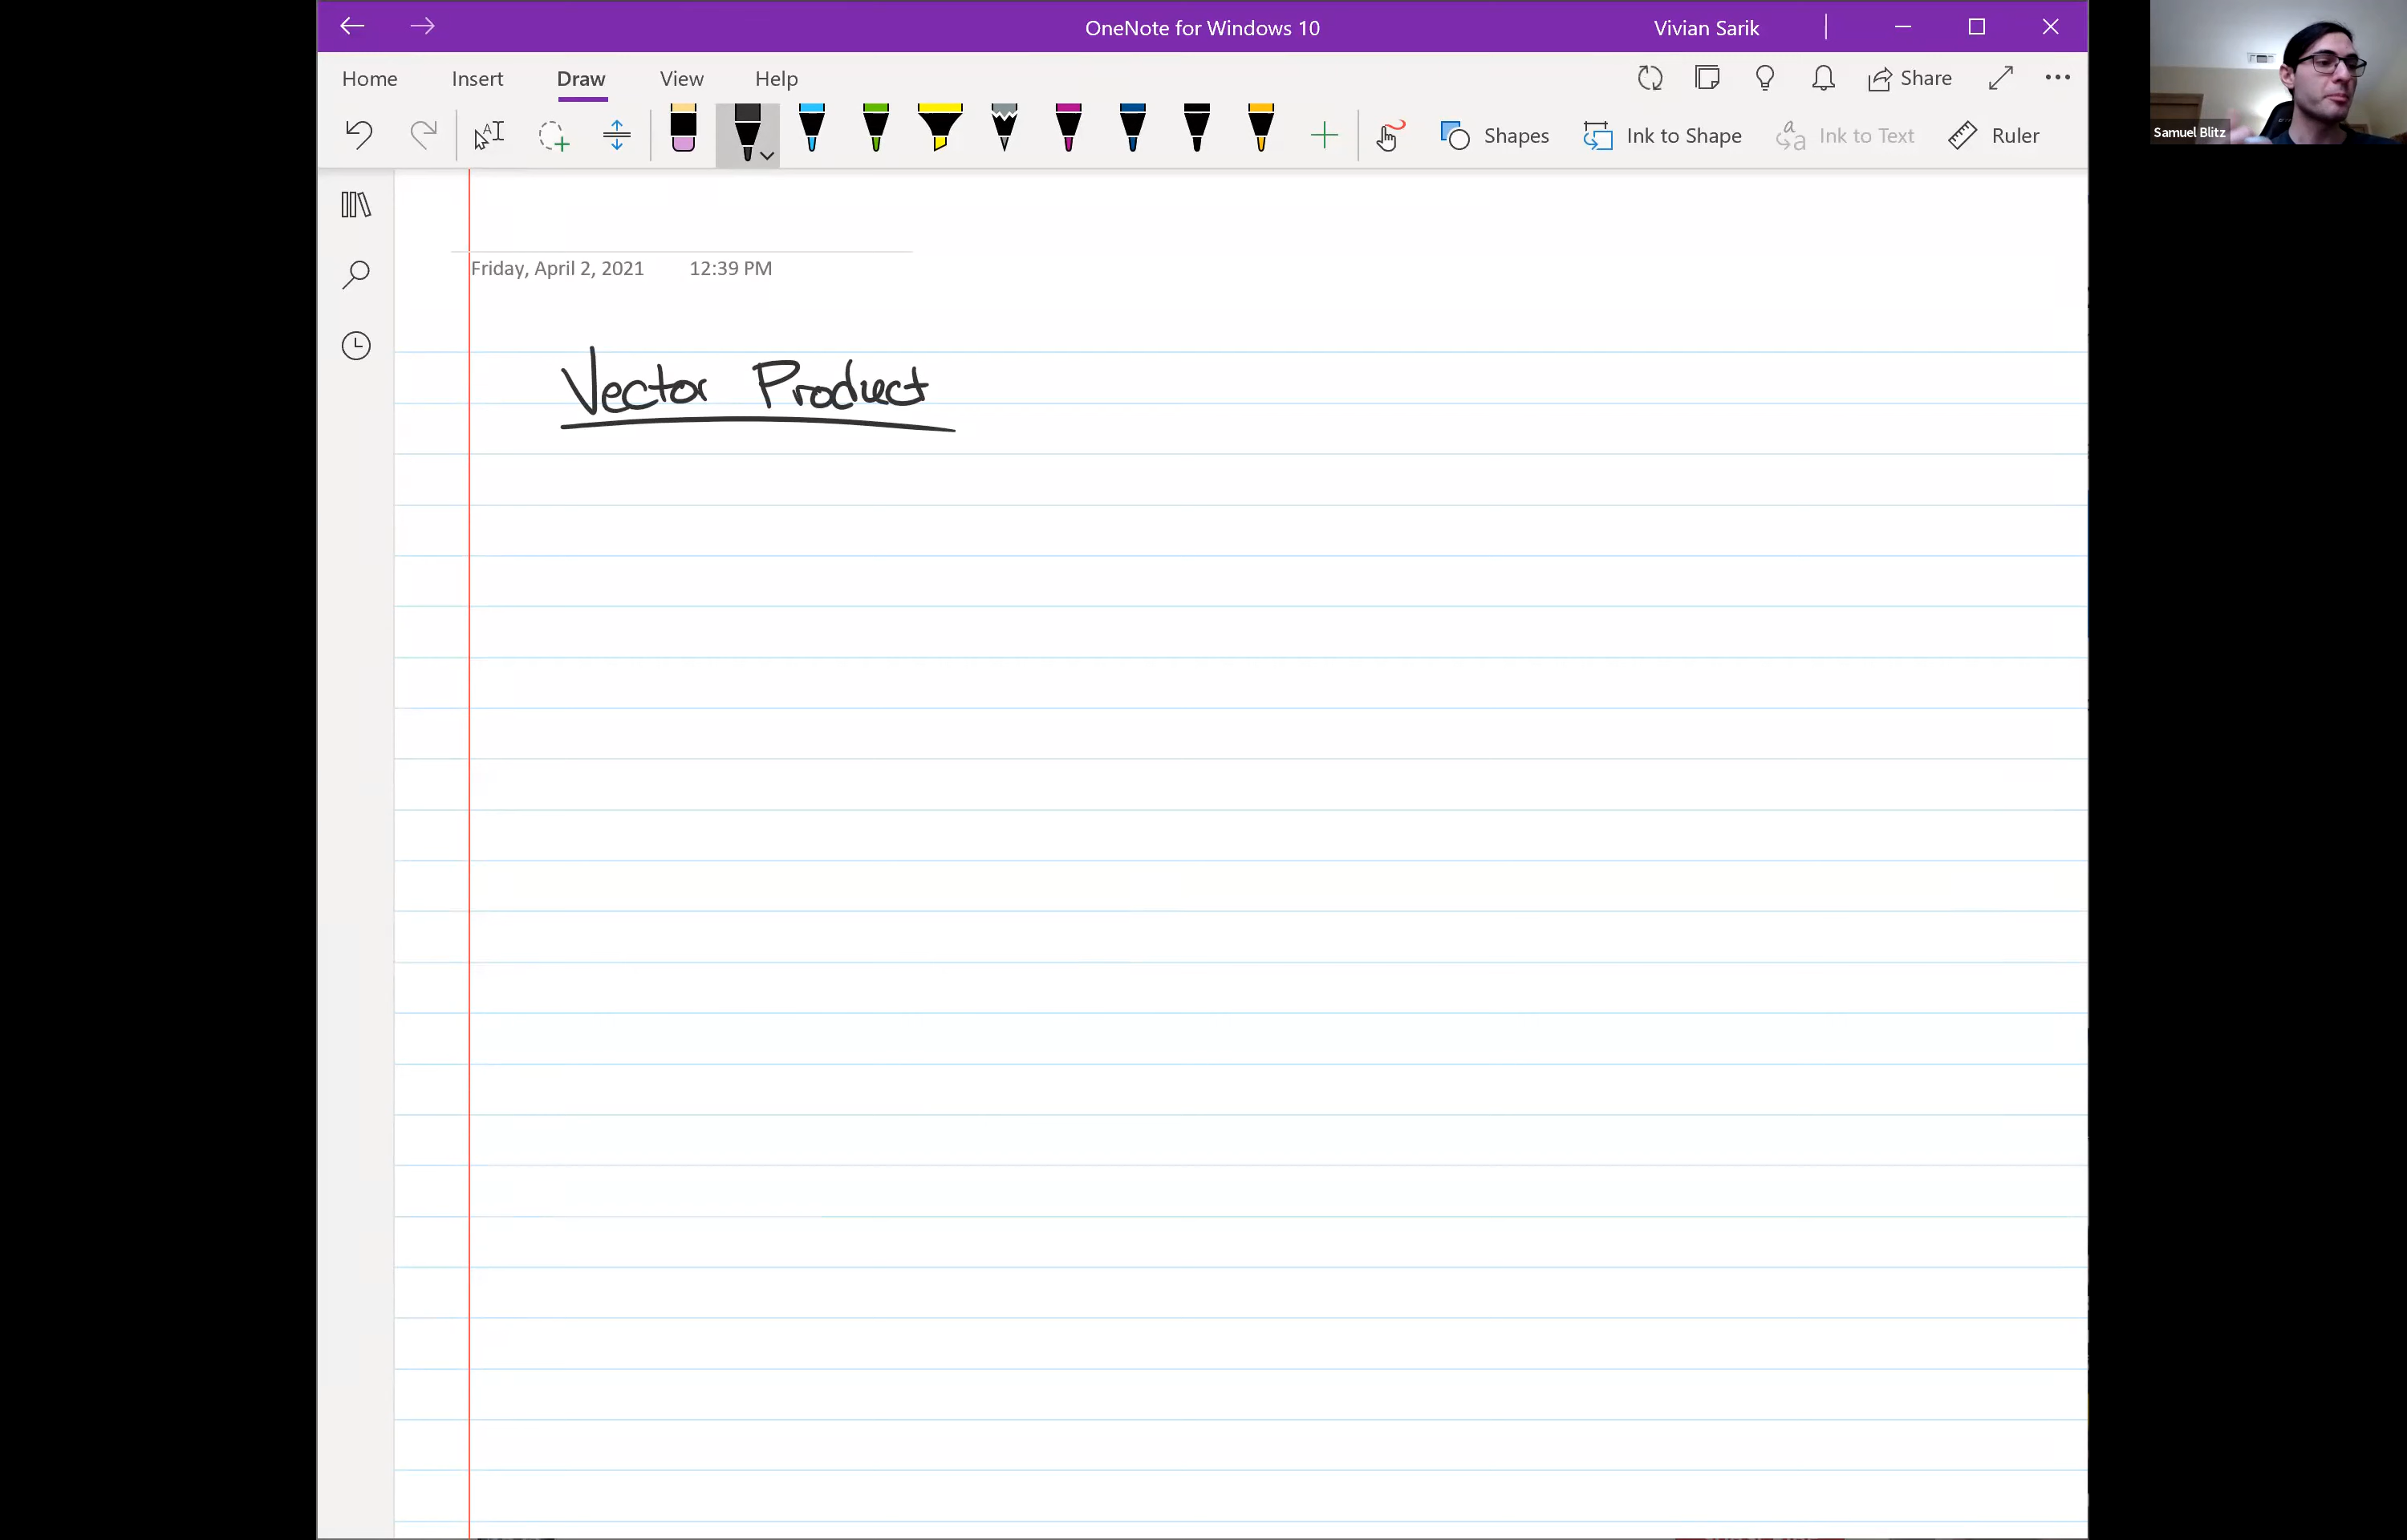 OneNote for Windows 10 Vivian Sarik
Home Insert Draw View Help Share
Shapes Ink to Shape Ink to Text Ruler
Samuel Blitz
Friday, April 2, 2021 12:39 PM
Vector Product